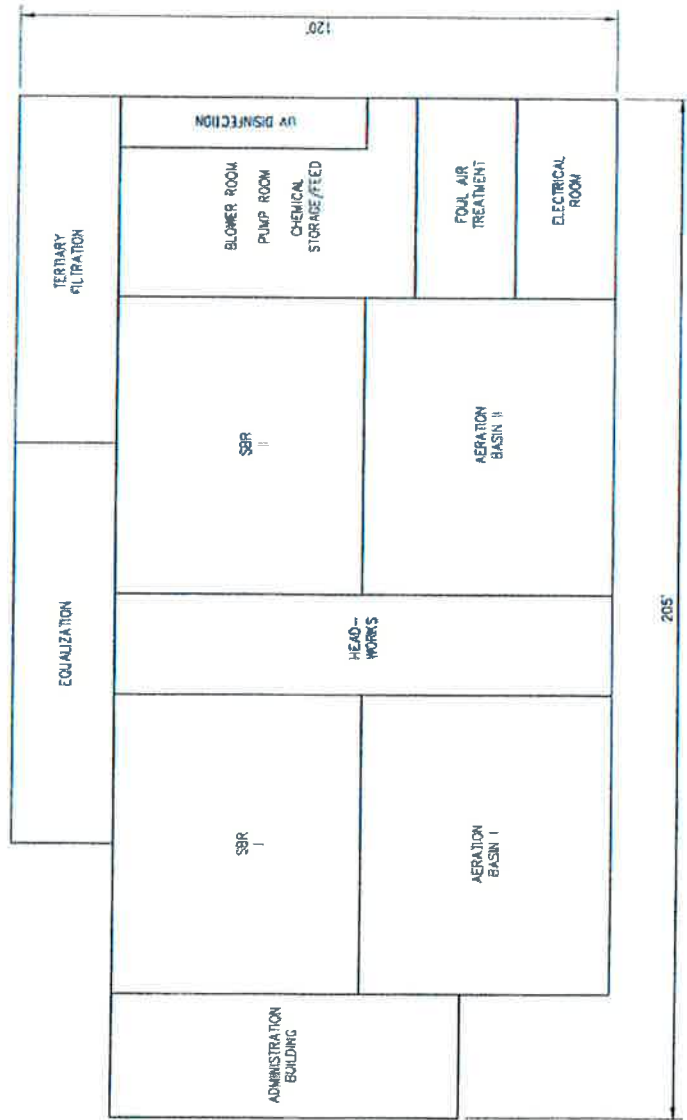 120'
TERTIARY
FILTRATION
EQUALIZATION
UV DISINFECTION
BLOWER ROOM
PUMP ROOM
CHEMICAL
STORAGE/FEED
FOUL AIR
TREATMENT
ELECTRICAL
ROOM
SBR
II
AERATION
BASIN II
HEAD-
WORKS
SBR
I
AERATION
BASIN I
ADMINISTRATION
BUILDING
205'